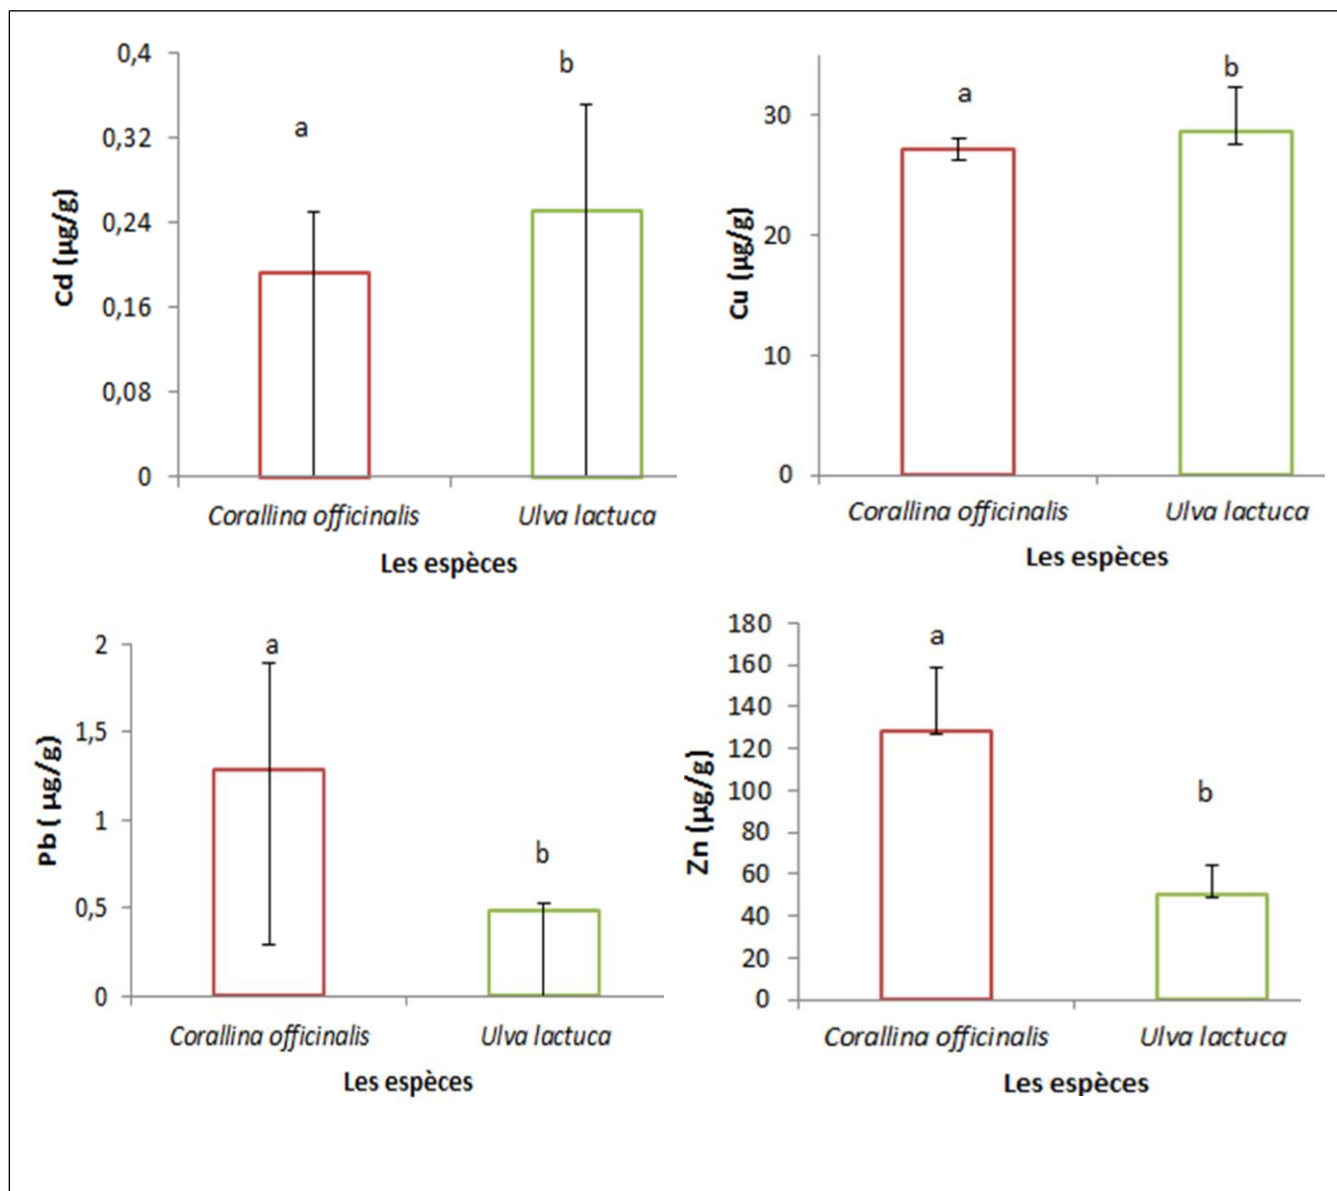 0,4
0,32
0,24
0,16
0,08
0
Cd (µg/g)
a
b
Corallina officinalis
Ulva lactuca
Les espèces
30
20
10
0
Cu (µg/g)
a
b
Corallina officinalis
Ulva lactuca
Les espèces
2
1,5
1
0,5
0
Pb ( µg/g)
a
b
Corallina officinalis
Ulva lactuca
Les espèces
180
160
140
120
100
80
60
40
20
0
Zn (µg/g)
a
b
Corallina officinalis
Ulva lactuca
Les espèces